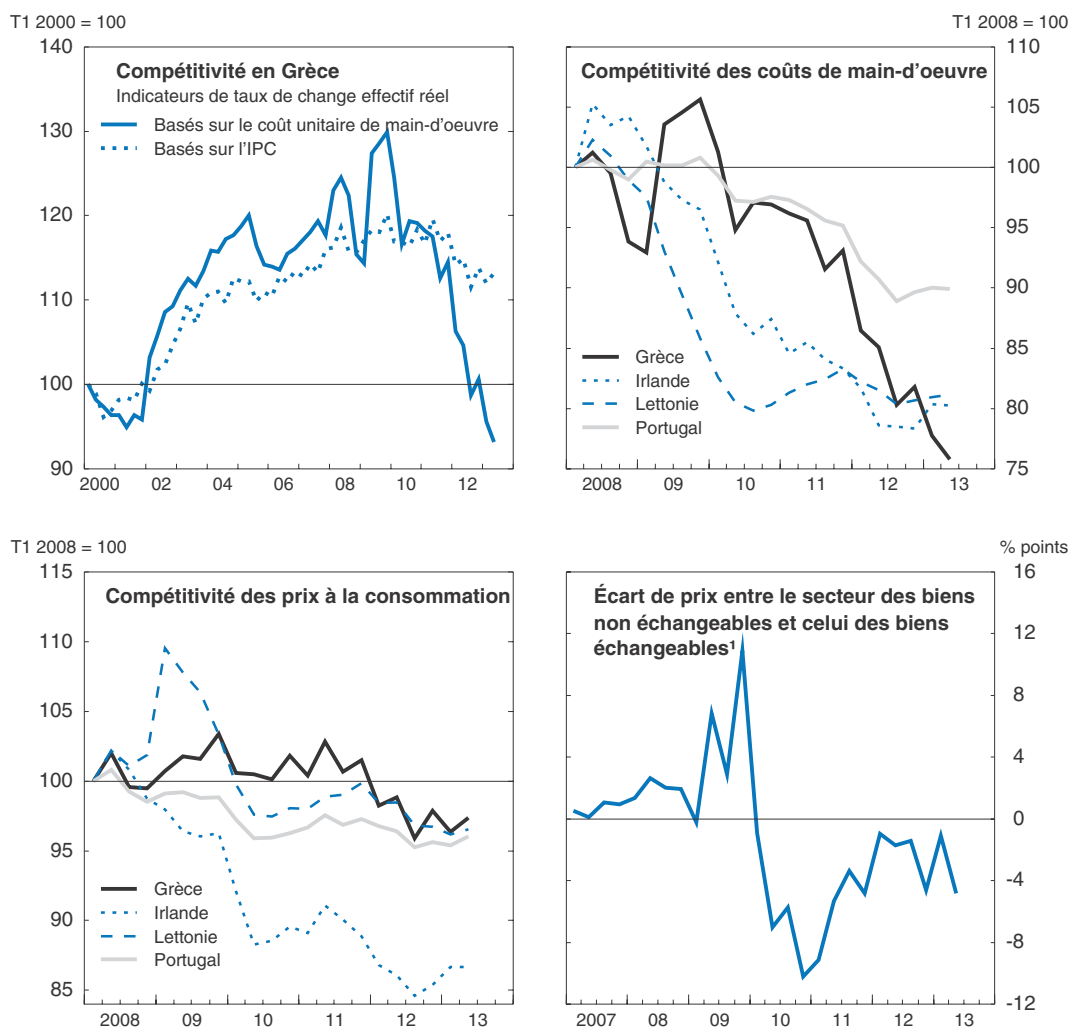 T1 2000 = 100
140
130
120
110
100
90
Compétitivité en Grèce
Indicateurs de taux de change effectif réel
Basés sur le coût unitaire de main-d'oeuvre
Basés sur l'IPC
2000 02 04 06 08 10 12
T1 2008 = 100
110
105
100
95
90
85
80
75
Compétitivité des coûts de main-d'oeuvre
Grèce
Irlande
Lettonie
Portugal
2008 09 10 11 12 13
T1 2008 = 100
115
110
105
100
95
90
85
Compétitivité des prix à la consommation
Grèce
Irlande
Lettonie
Portugal
2008 09 10 11 12 13
% points
16
12
8
4
0
-4
-8
-12
Écart de prix entre le secteur des biens
non échangeables et celui des biens
échangeables¹
2007 08 09 10 11 12 13